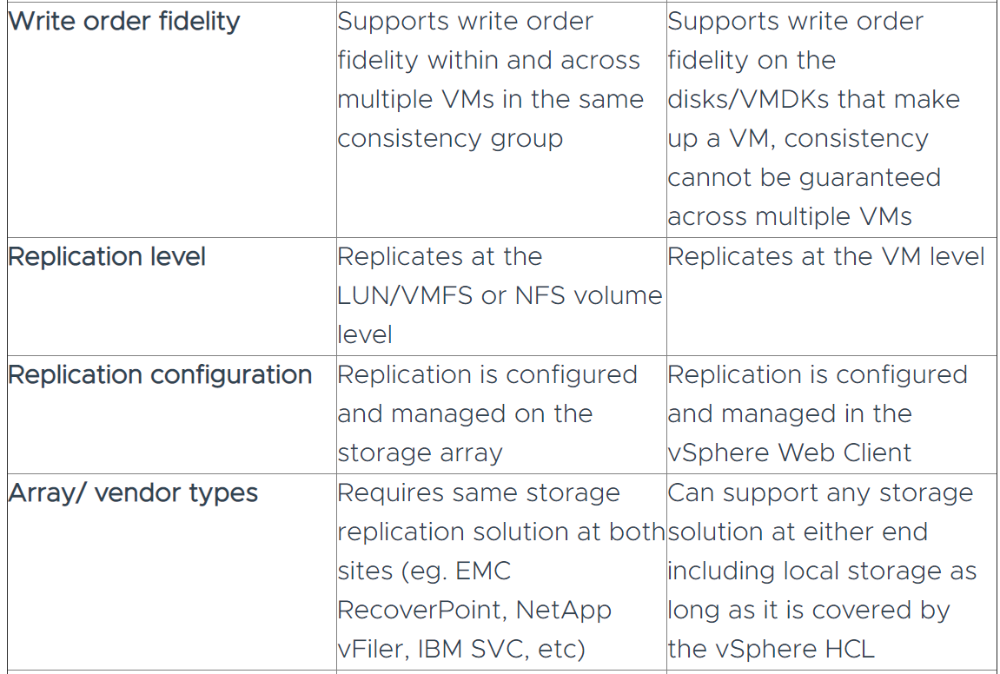 Write order fidelity
Supports write order
fidelity within and across
multiple VMs in the same
consistency group
Supports write order
fidelity on the
disks/VMDKs that make
up a VM, consistency
cannot be guaranteed
across multiple VMs
Replication level
Replicates at the
LUN/VMFS or NFS volume
level
Replicates at the VM level
Replication configuration
Replication is configured
and managed on the
storage array
Replication is configured
and managed in the
vSphere Web Client
Array/ vendor types
Requires same storage
replication solution at both
sites (eg. EMC
RecoverPoint, NetApp
vFiler, IBM SVC, etc)
Can support any storage
solution at either end
including local storage as
long as it is covered by
the vSphere HCL